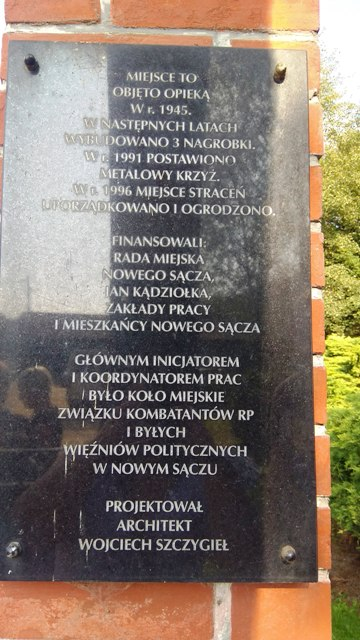 MIEJSCE TO
OBJĘTO OPIEKĄ
W r. 1945.
W NASTĘPNYCH LATACH
WYBUDOWANO 3 NAGROBKI.
W r. 1991 POSTAWIONO
METALOWY KRZYŻ.
W r. 1996 MIEJSCE STRACEŃ
UPORZĄDKOWANO I OGRODZONO.
FINANSOWALI:
RADA MIEJSKA
NOWEGO SĄCZA,
JAN KĄDZIOŁKA,
ZAKŁADY PRACY
I MIESZKAŃCY NOWEGO SĄCZA
GŁÓWNYM INICJATOREM
I KOORDYNATOREM PRAC
BYŁO KOŁO MIEJSKIE
ZWIĄZKU KOMBATANTÓW RP
I BYŁYCH
WIĘŹNIÓW POLITYCZNYCH
W NOWYM SĄCZU
PROJEKTOWAŁ
ARCHITEKT
WOJCIECH SZCZYGIEŁ